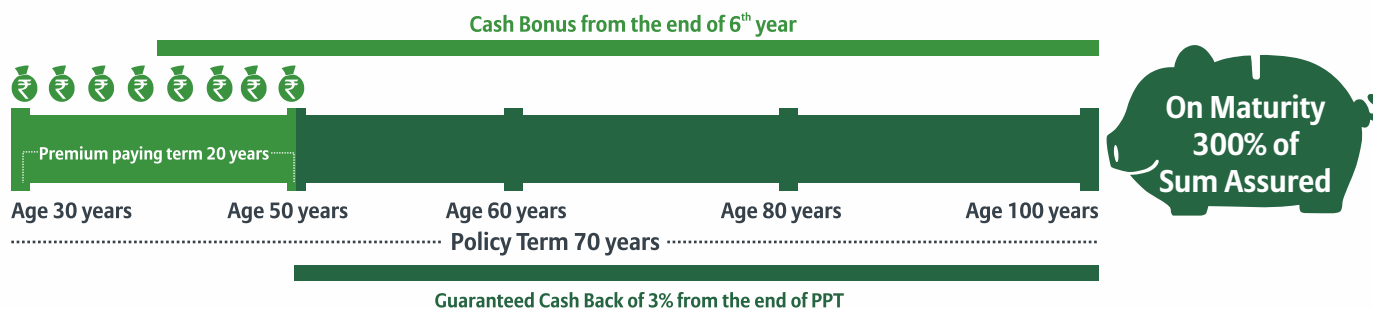 Cash Bonus from the end of 6th year
₹ ₹ ₹ ₹ ₹ ₹ ₹ ₹
Premium paying term 20 years
Age 30 years Age 50 years Age 60 years Age 80 years Age 100 years
Policy Term 70 years
Guaranteed Cash Back of 3% from the end of PPT
On Maturity
300% of
Sum Assured